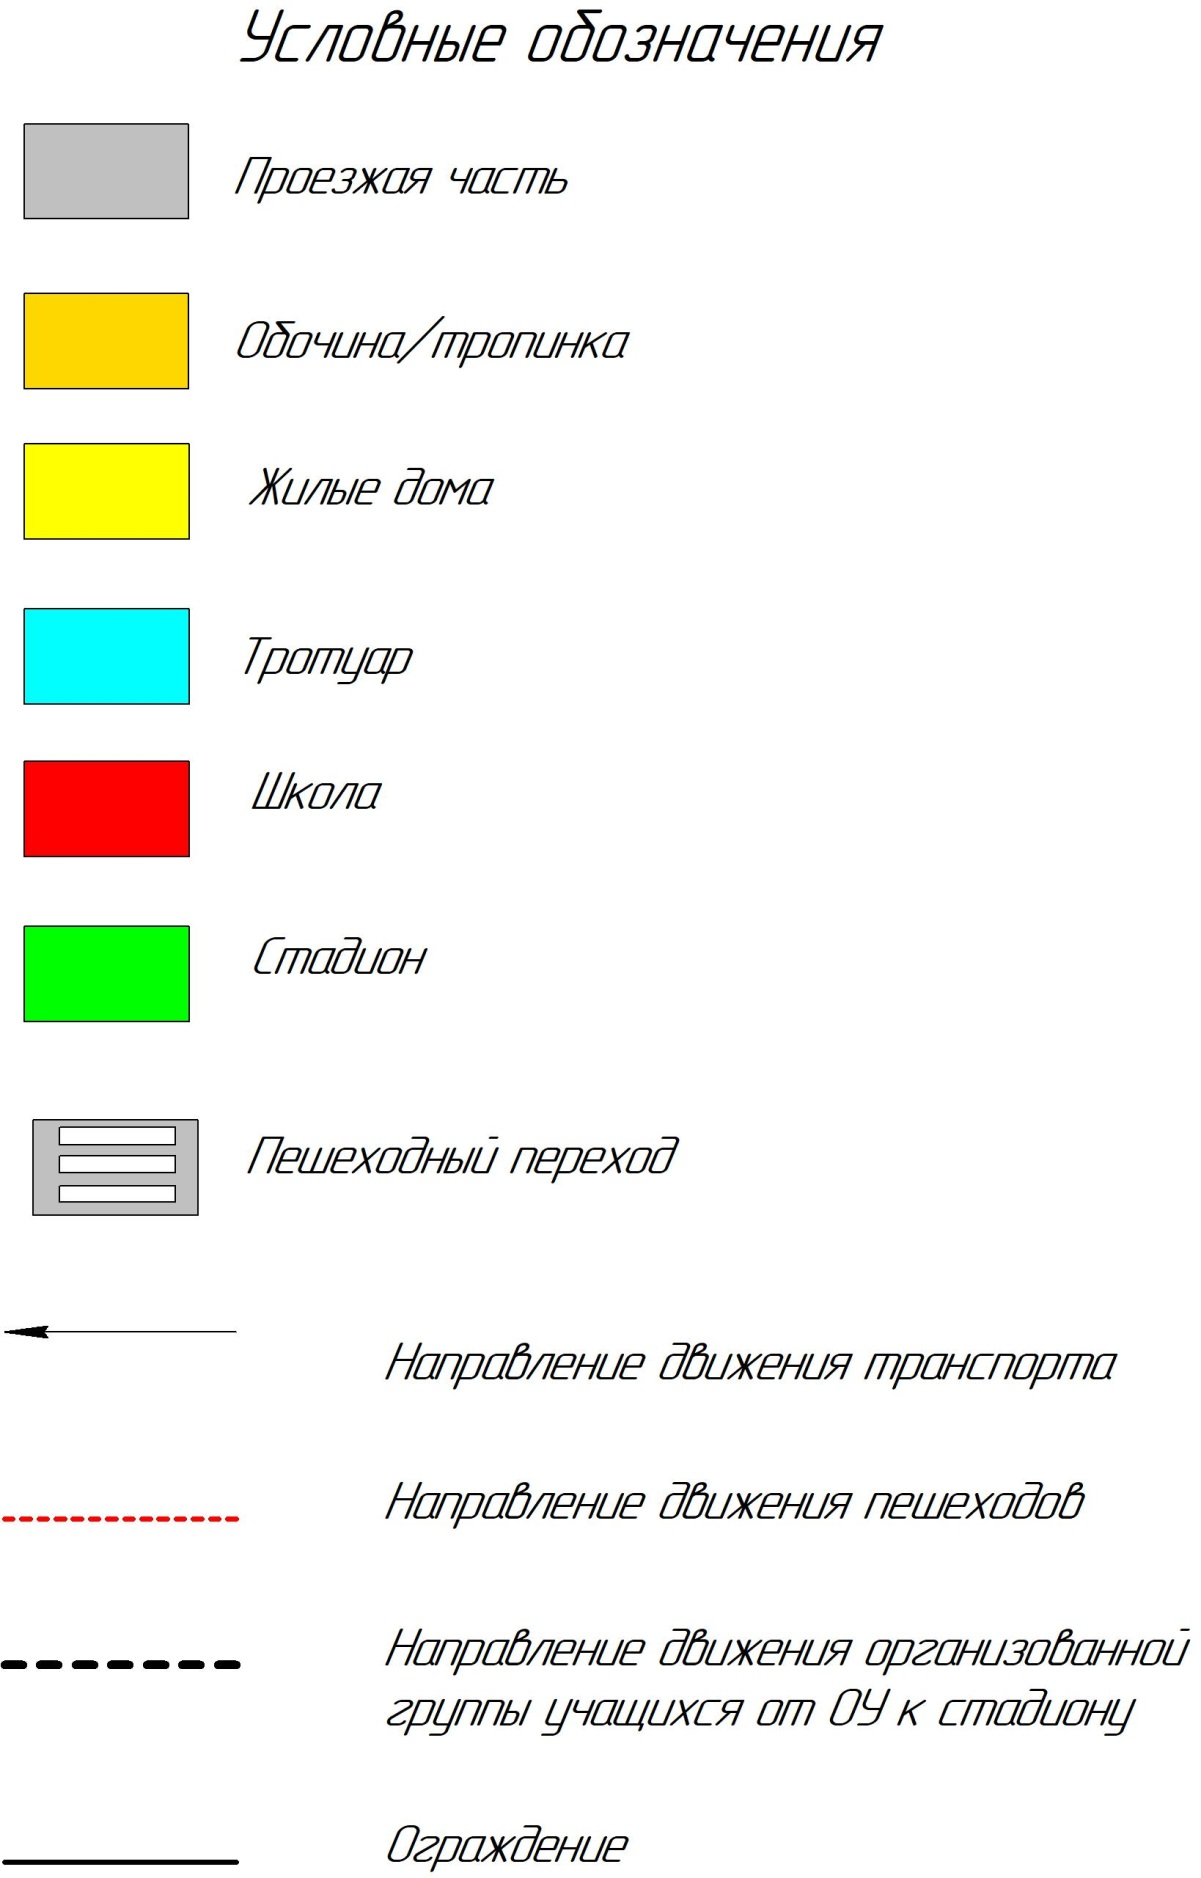 Условные обозначения
Проезжая часть
Обочина/тропинка
Жилые дома
Тротуар
Школа
Стадион
Пешеходный переход
Направление движения транспорта
Направление движения пешеходов
Направление движения организованной
группы учащихся от ОУ к стадиону
Ограждение